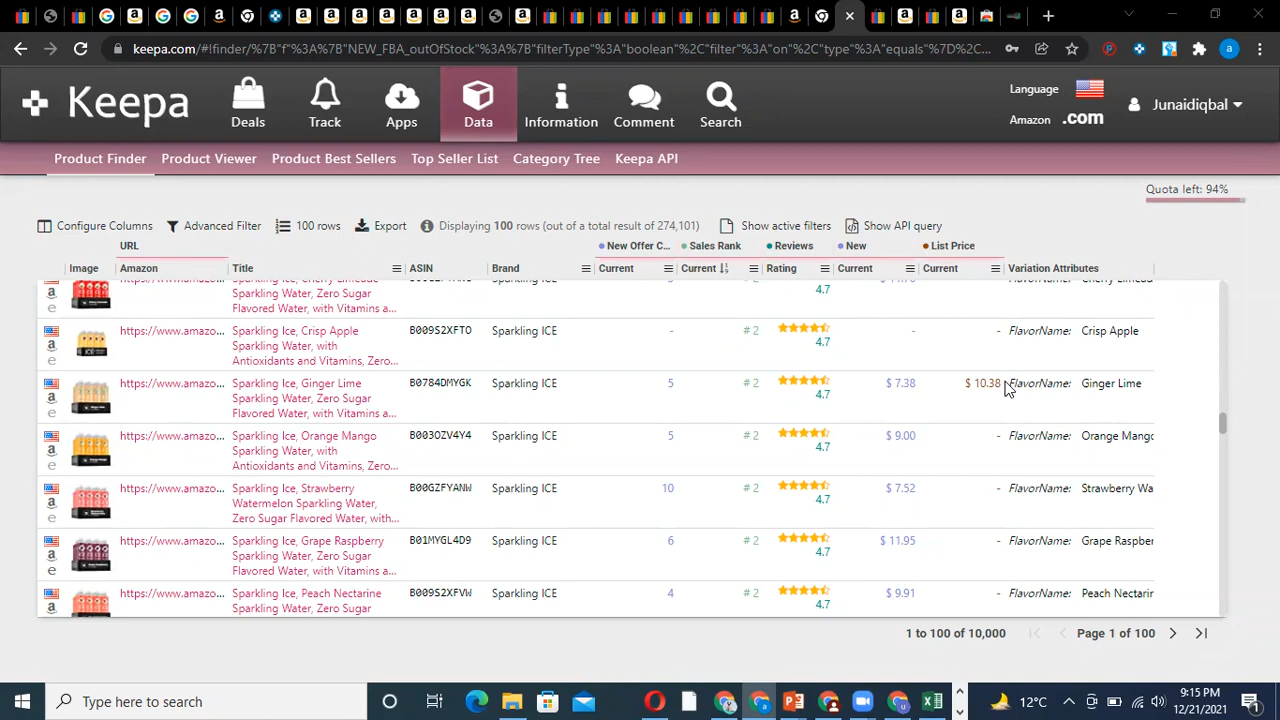 keepa.com/#!finder/%7B"f"%3A%7B"NEW_FBA_outOfStock"%3A%7B"filterType"%3A"boolean"%2C"filter"%3A"on"%2C"type"%3A"equals"%7D%2C...
Keepa
Deals
Track
Apps
Data
Information
Comment
Search
Language
Amazon .com
Junaidiqbal
Product Finder
Product Viewer
Product Best Sellers
Top Seller List
Category Tree
Keepa API
Quota left: 94%
Configure Columns
Advanced Filter
100 rows
Export
Displaying 100 rows (out of a total result of 274,101)
Show active filters
Show API query
URL
New Offer C...
Sales Rank
Reviews
New
List Price
Image
Amazon
Title
ASIN
Brand
Current
Current
Rating
Current
Current
Variation Attributes
Sparkling Water, Zero Sugar
Flavored Water, with Vitamins a...
4.7
https://www.amazo...
Sparkling Ice, Crisp Apple
Sparkling Water, with
Antioxidants and Vitamins, Zero...
B009S2XFTO
Sparkling ICE
-
# 2
4.7
-
-
FlavorName: Crisp Apple
https://www.amazo...
Sparkling Ice, Ginger Lime
Sparkling Water, Zero Sugar
Flavored Water, with Vitamins a...
B0784DMYGK
Sparkling ICE
5
# 2
4.7
$ 7.38
$ 10.38
FlavorName: Ginger Lime
https://www.amazo...
Sparkling Ice, Orange Mango
Sparkling Water, with
Antioxidants and Vitamins, Zero...
B003OZV4Y4
Sparkling ICE
5
# 2
4.7
$ 9.00
-
FlavorName: Orange Mango
https://www.amazo...
Sparkling Ice, Strawberry
Watermelon Sparkling Water,
Zero Sugar Flavored Water, with...
B00GZFYANW
Sparkling ICE
10
# 2
4.7
$ 7.52
-
FlavorName: Strawberry Wa
https://www.amazo...
Sparkling Ice, Grape Raspberry
Sparkling Water, Zero Sugar
Flavored Water, with Vitamins a...
B01MYGL4D9
Sparkling ICE
6
# 2
4.7
$ 11.95
-
FlavorName: Grape Raspber
https://www.amazo...
Sparkling Ice, Peach Nectarine
Sparkling Water, Zero Sugar
B009S2XFVW
Sparkling ICE
4
# 2
4.7
$ 9.91
-
FlavorName: Peach Nectarin
1 to 100 of 10,000
Page 1 of 100
Type here to search
12°C
9:15 PM
12/21/2021